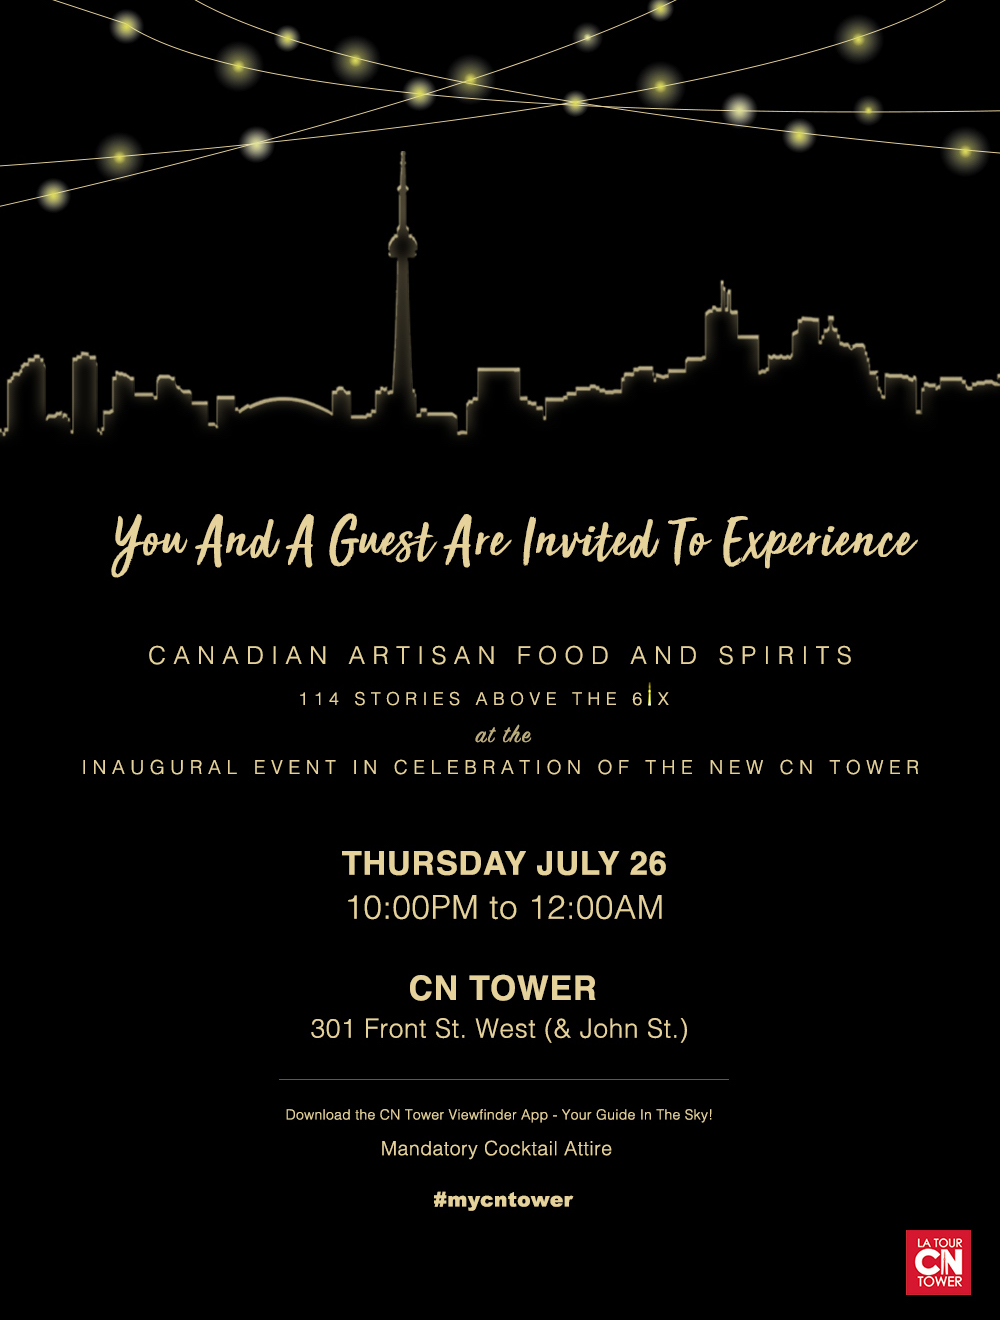 You And A Guest Are Invited To Experience
CANADIAN ARTISAN FOOD AND SPIRITS
114 STORIES ABOVE THE 6iX
at the
INAUGURAL EVENT IN CELEBRATION OF THE NEW CN TOWER
THURSDAY JULY 26
10:00PM to 12:00AM
CN TOWER
301 Front St. West (& John St.)
Download the CN Tower Viewfinder App - Your Guide In The Sky!
Mandatory Cocktail Attire
#mycntower
LA TOUR
CN
TOWER